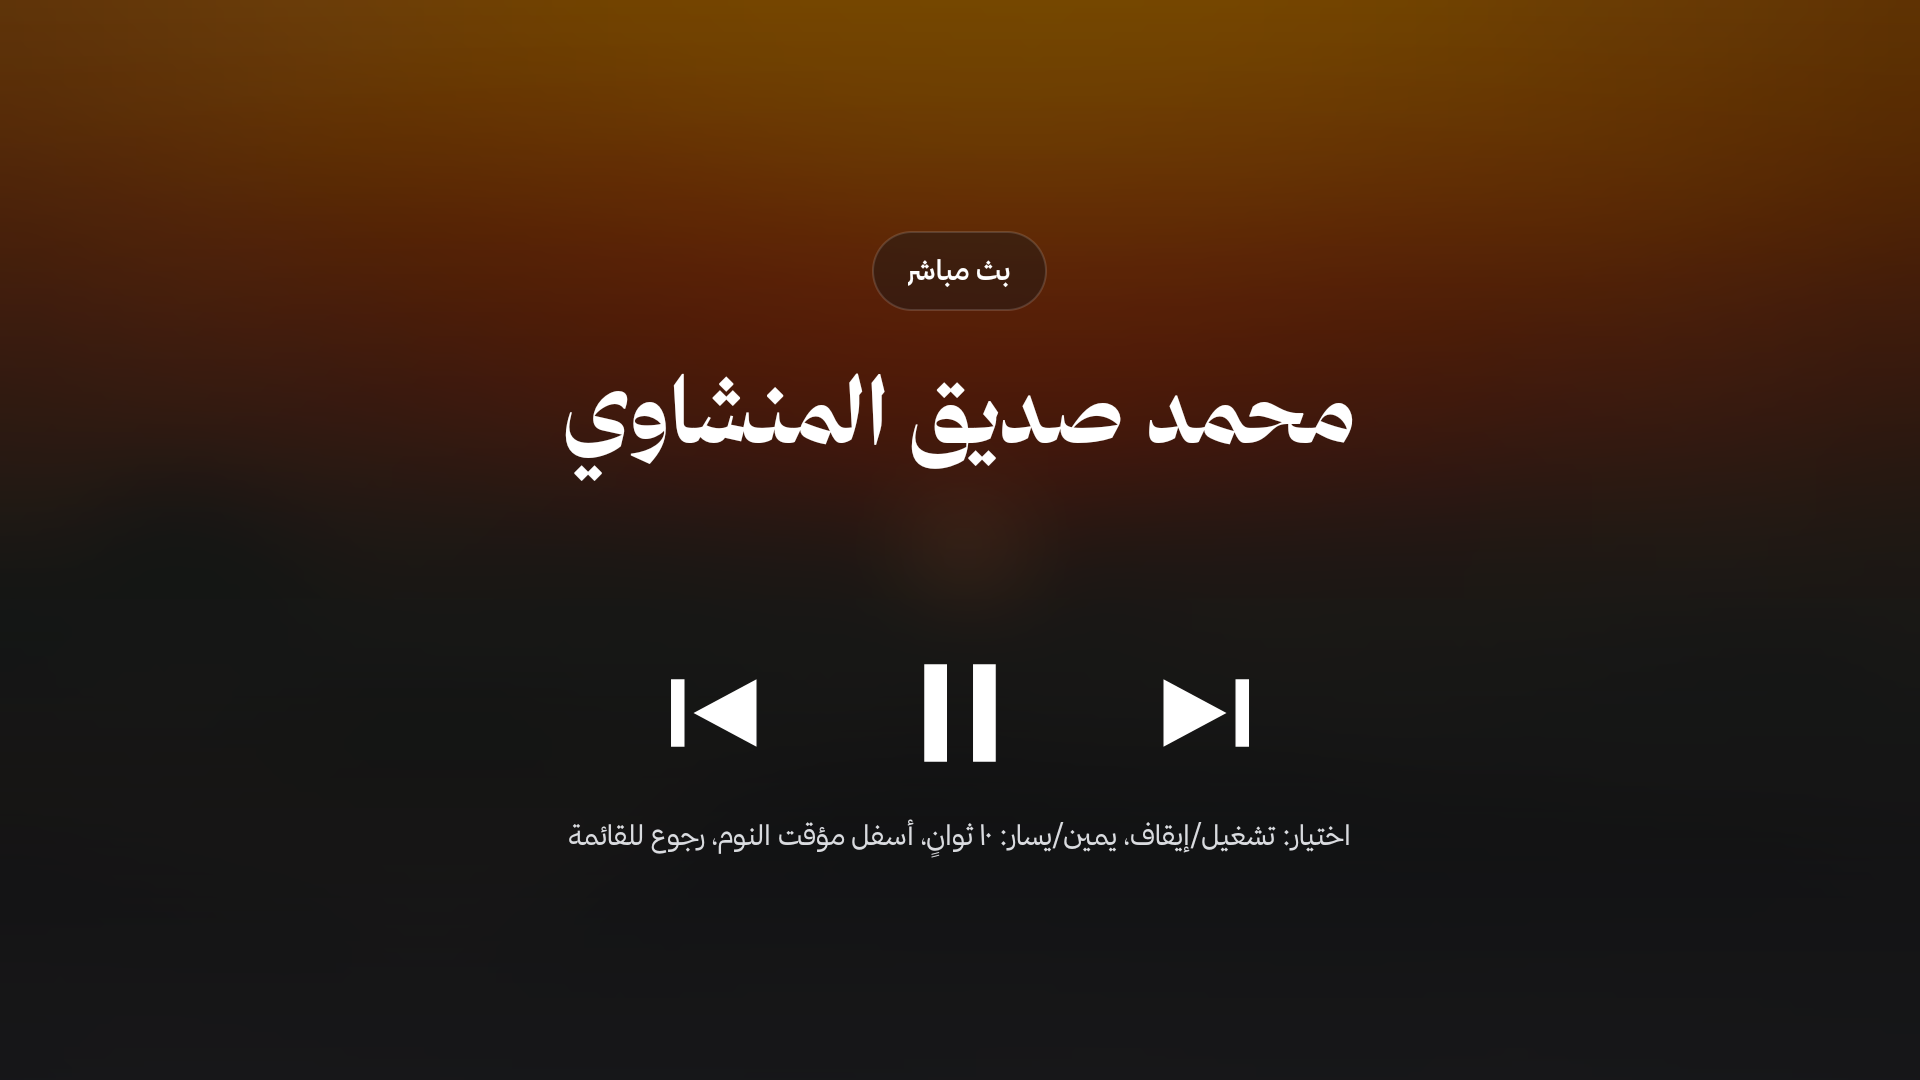 بث مباشر
محمد صديق المنشاوي
اختيار: تشغيل/إيقاف، يمين/يسار: ١٠ ثوانٍ، أسفل مؤقت النوم، رجوع للقائمة